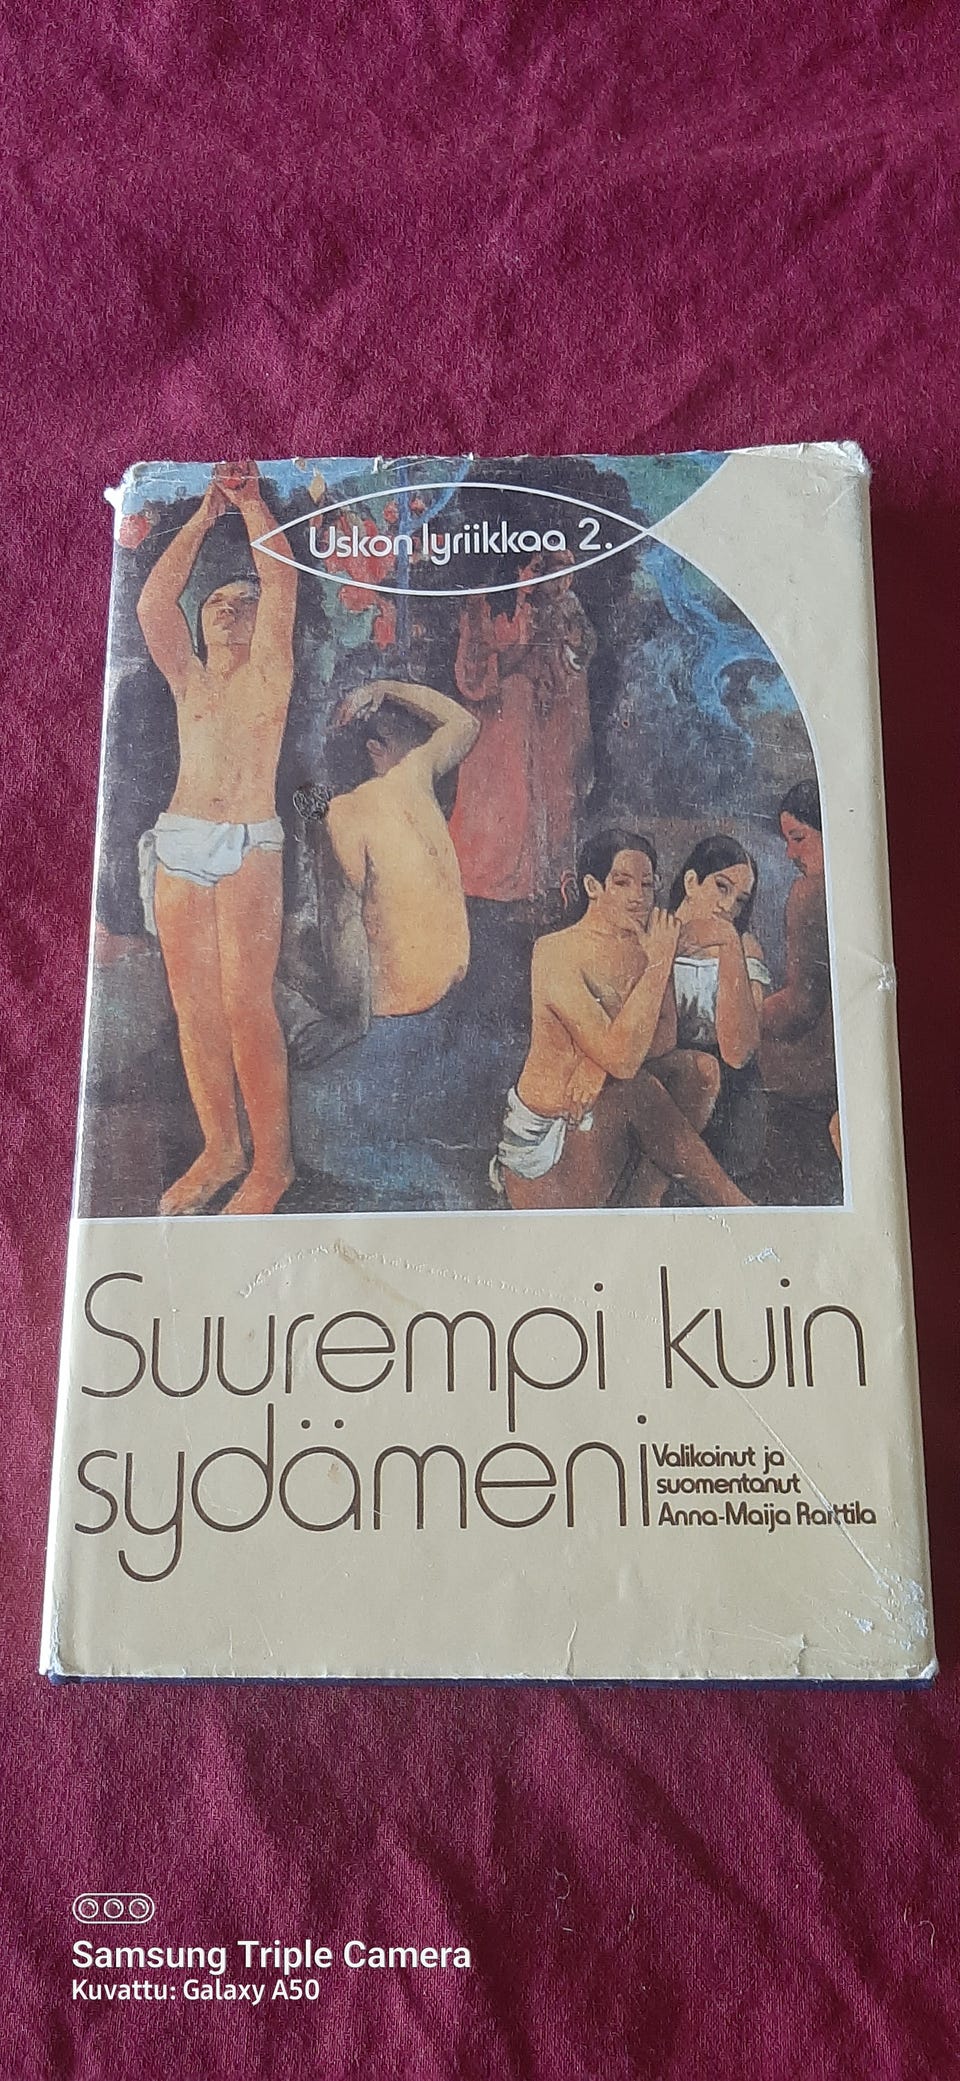 Uskon lyriikkaa 2.
Suurempi kuin
sydämeni
Valikoinut ja
suomentanut
Anna-Maija Raittila
Samsung Triple Camera
Kuvattu: Galaxy A50